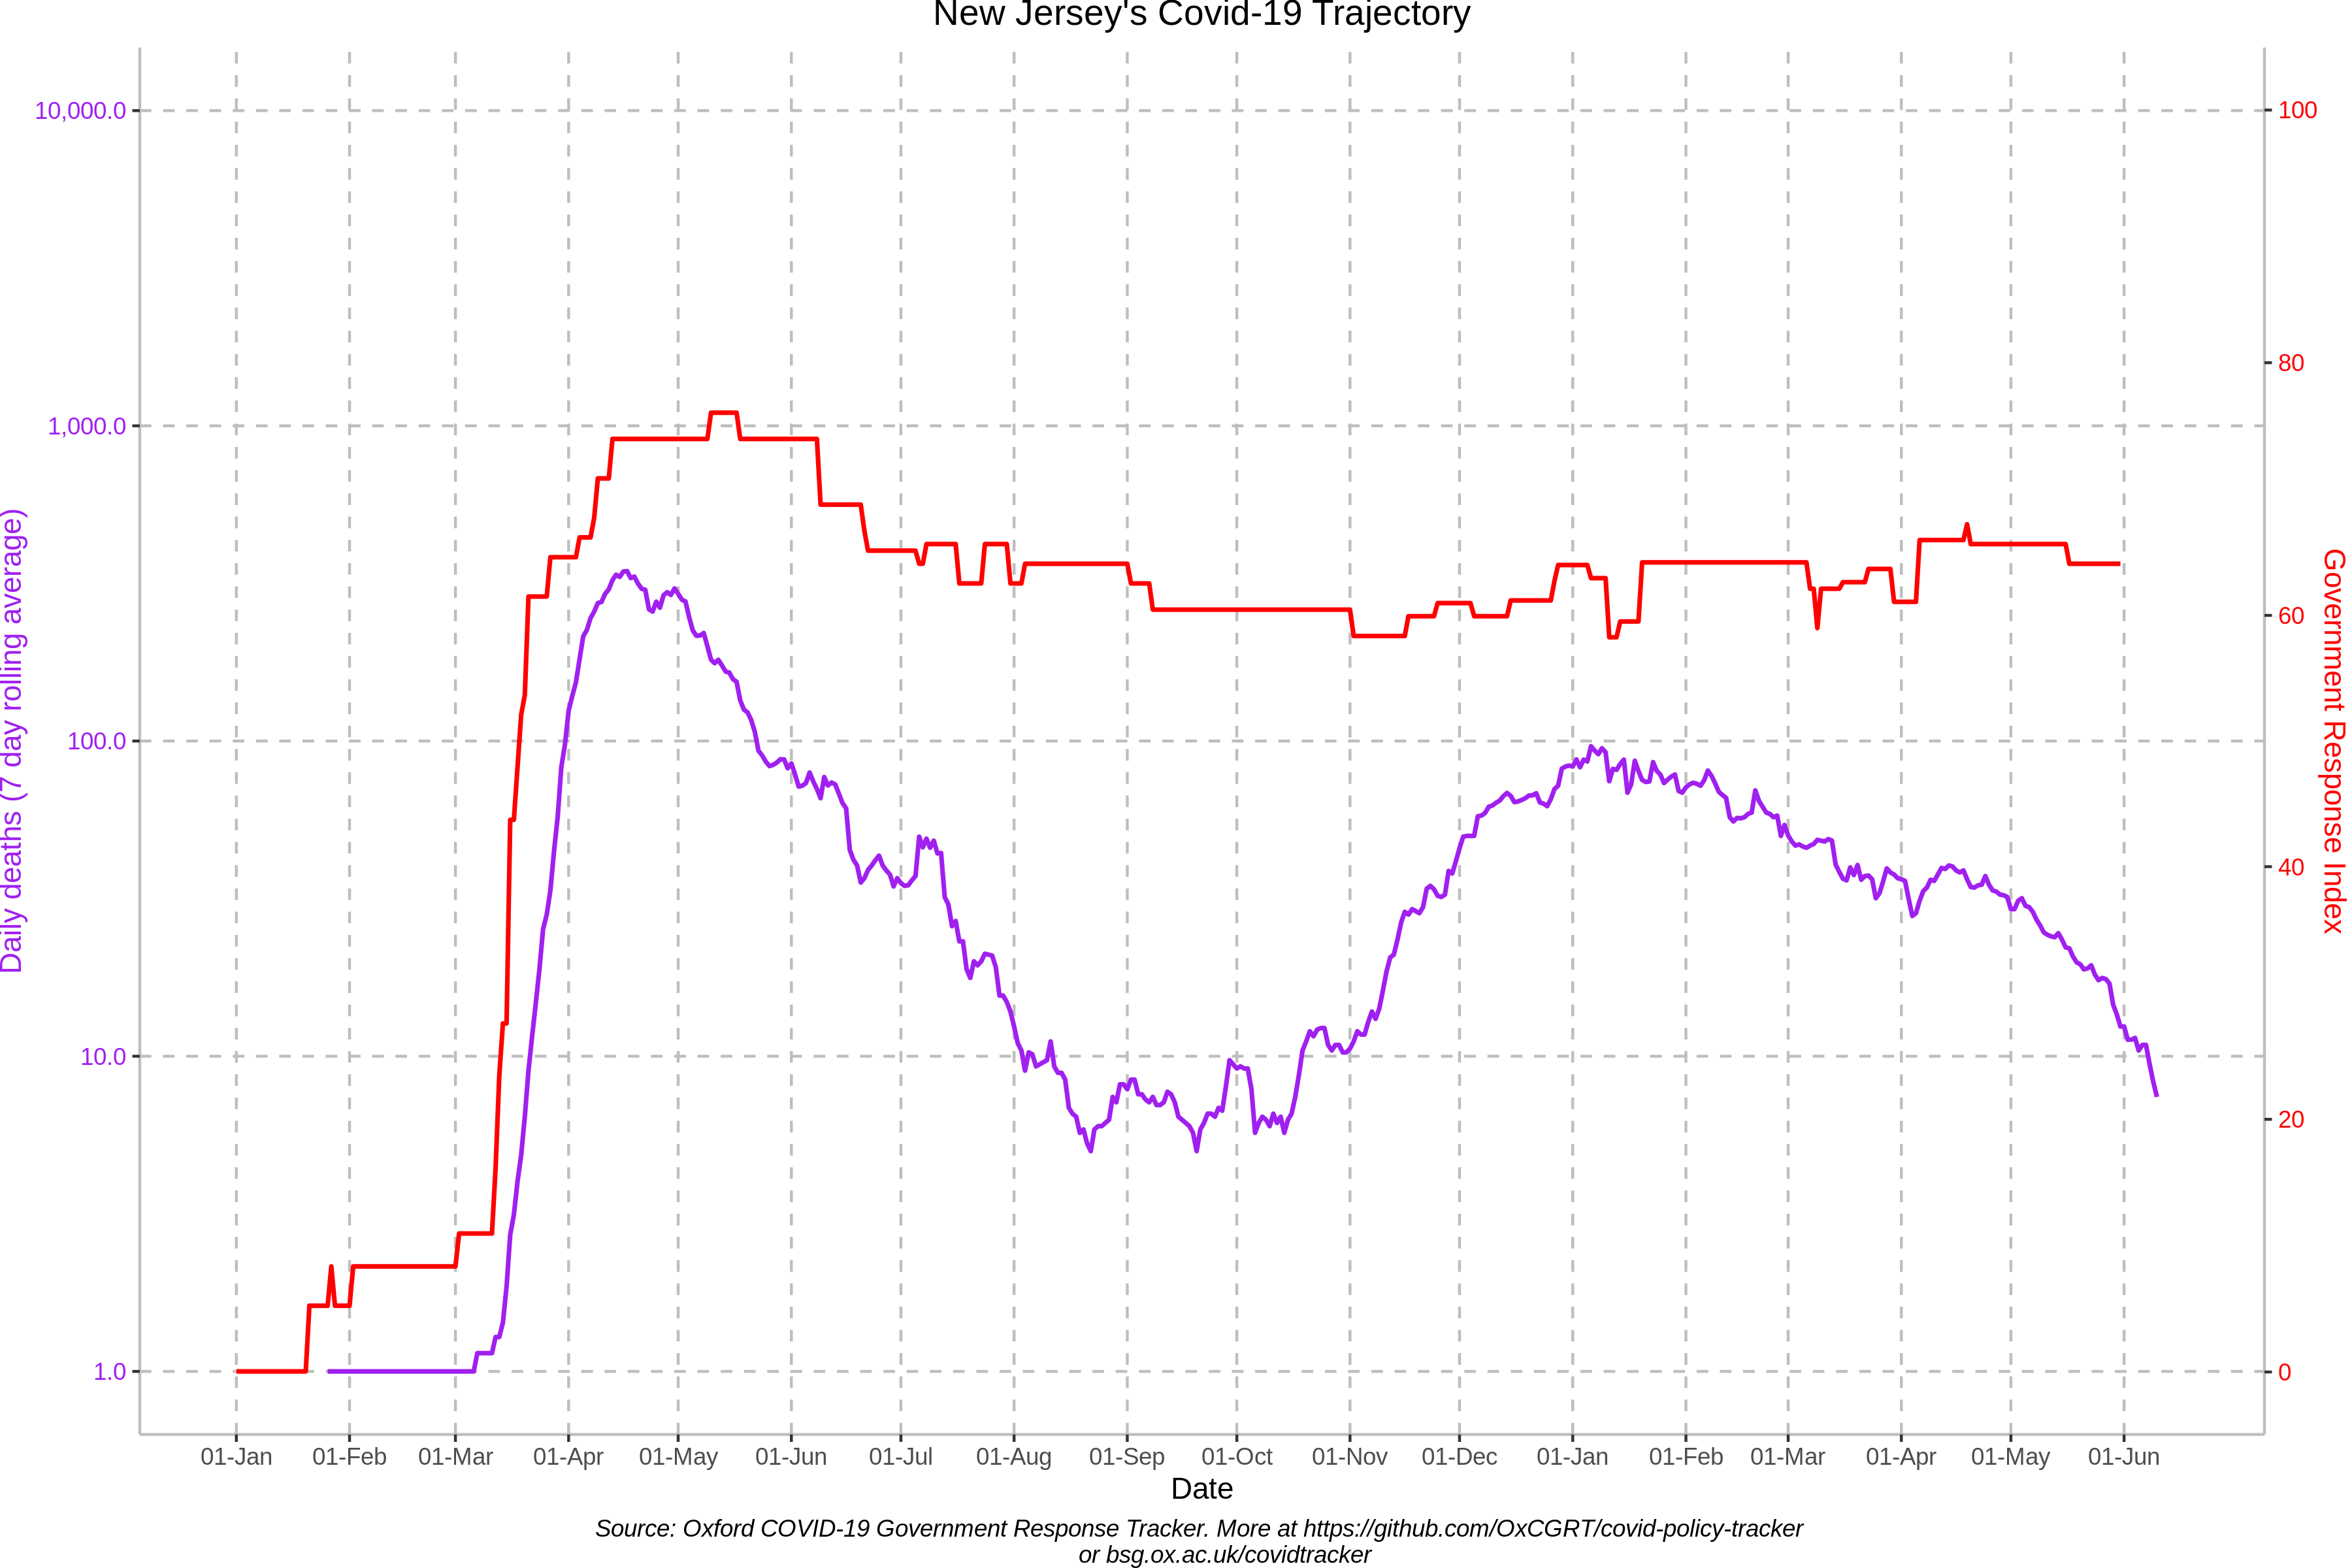 New Jersey's Covid-19 Trajectory
10,000.0
1,000.0
100.0
10.0
1.0
Daily deaths (7 day rolling average)
100
80
60
40
20
0
Government Response Index
01-Jan 01-Feb 01-Mar 01-Apr 01-May 01-Jun 01-Jul 01-Aug 01-Sep 01-Oct 01-Nov 01-Dec 01-Jan 01-Feb 01-Mar 01-Apr 01-May 01-Jun
Date
Source: Oxford COVID-19 Government Response Tracker. More at https://github.com/OxCGRT/covid-policy-tracker
or bsg.ox.ac.uk/covidtracker